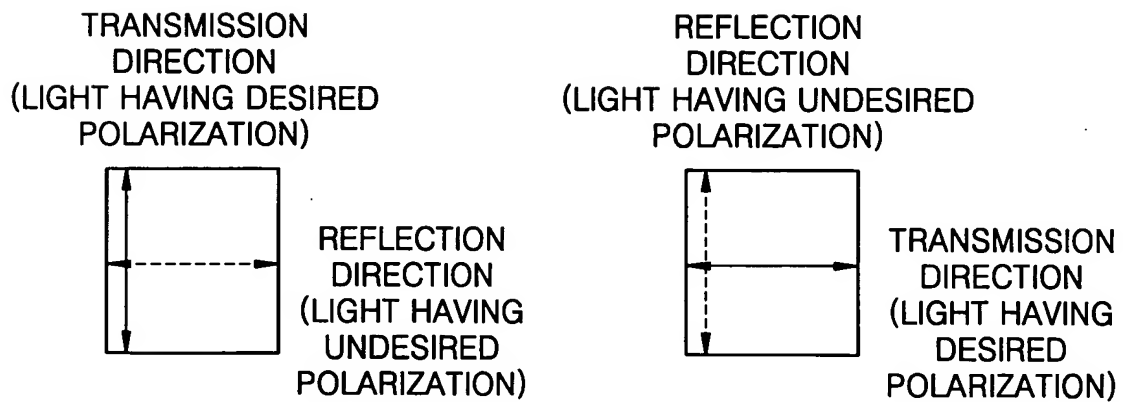 TRANSMISSION
DIRECTION
(LIGHT HAVING DESIRED
POLARIZATION)
REFLECTION
DIRECTION
(LIGHT HAVING
UNDESIRED
POLARIZATION)
REFLECTION
DIRECTION
(LIGHT HAVING UNDESIRED
POLARIZATION)
TRANSMISSION
DIRECTION
(LIGHT HAVING
DESIRED
POLARIZATION)